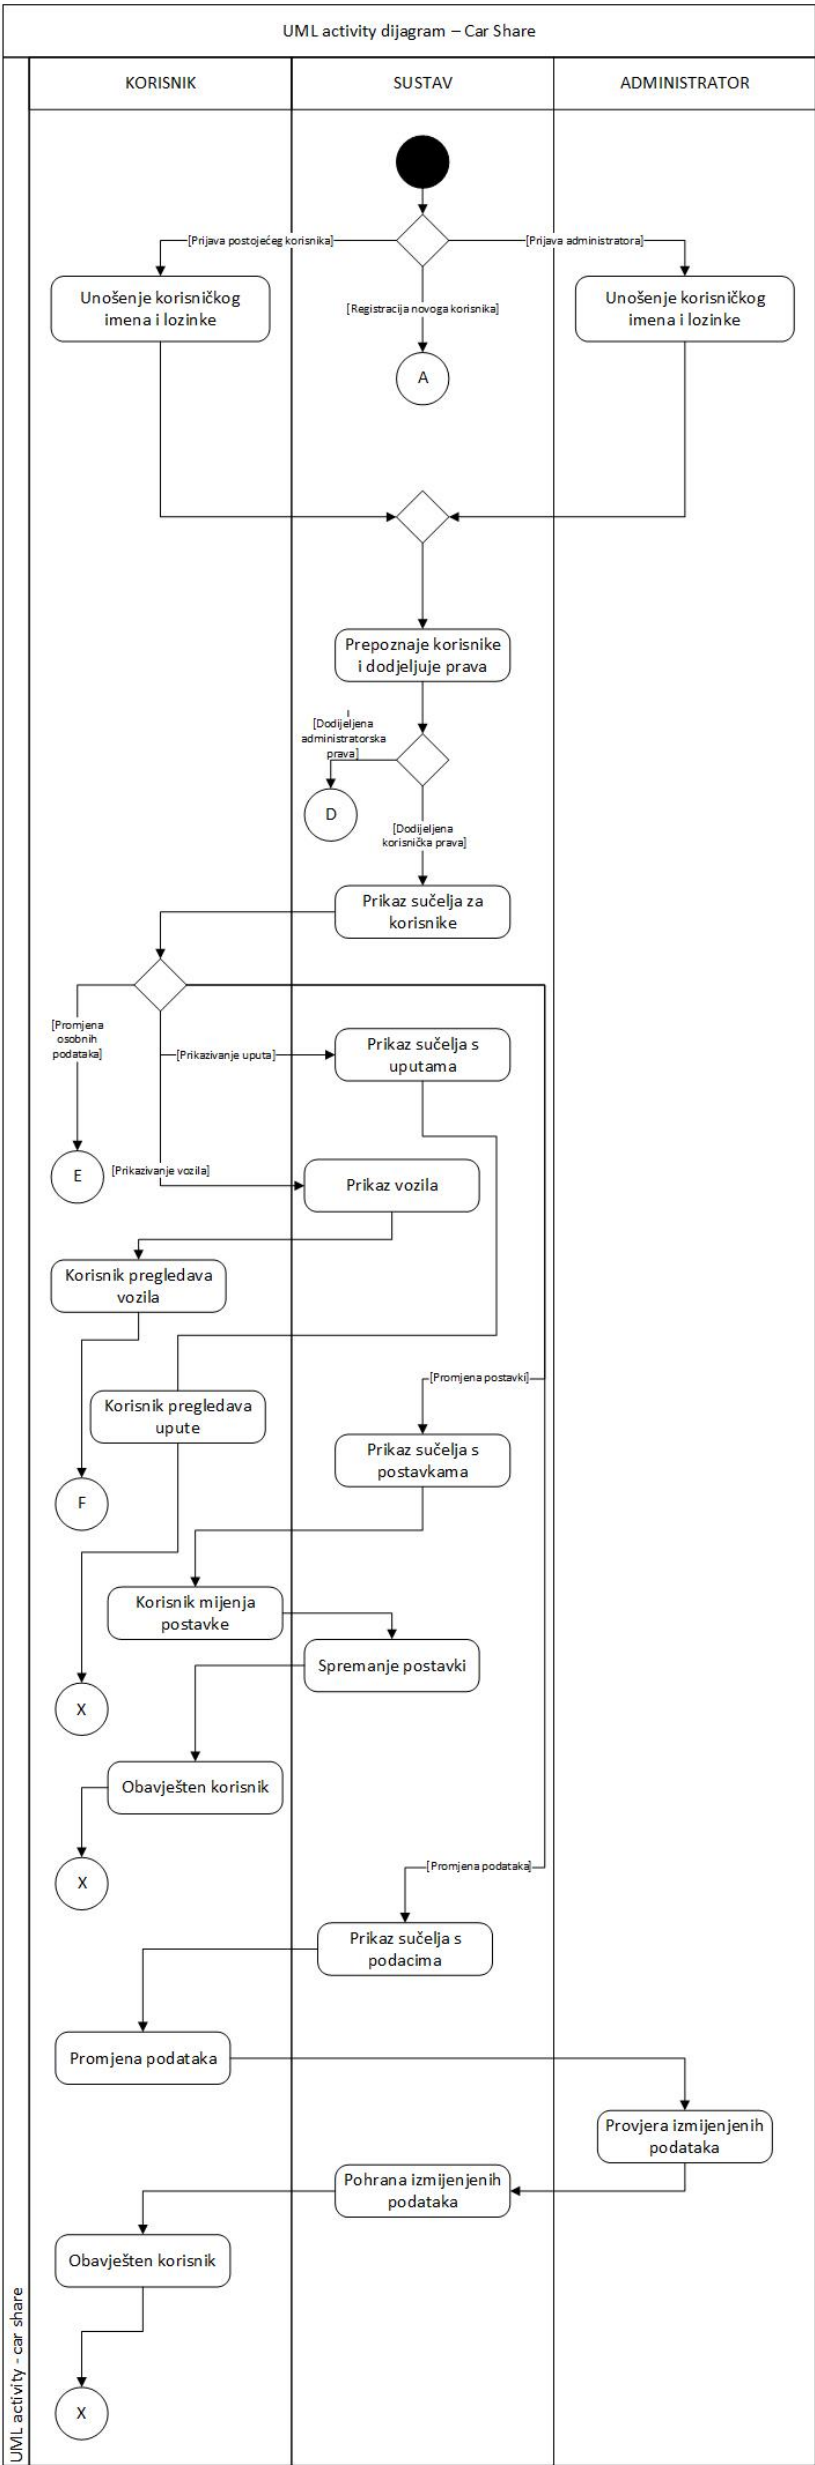 UML activity dijagram – Car Share
KORISNIK
SUSTAV
ADMINISTRATOR
[Prijava postojećeg korisnika]
[Prijava administratora]
Unošenje korisničkog
imena i lozinke
[Registracija novoga korisnika]
Unošenje korisničkog
imena i lozinke
A
Prepoznaje korisnike
i dodjeljuje prava
[Dodijeljena
administratorska
prava]
D
[Dodijeljena
korisnička prava]
Prikaz sučelja za
korisnike
[Promjena
osobnih
podataka]
[Prikazivanje uputa]
Prikaz sučelja s
uputama
E
[Prikazivanje vozila]
Prikaz vozila
Korisnik pregledava
vozila
[Promjena postavki]
Korisnik pregledava
upute
Prikaz sučelja s
postavkama
F
Korisnik mijenja
postavke
Spremanje postavki
X
Obavješten korisnik
X
[Promjena podataka]
Prikaz sučelja s
podacima
Promjena podataka
Provjera izmijenjenih
podataka
Pohrana izmijenjenih
podataka
Obavješten korisnik
X
UML activity - car share